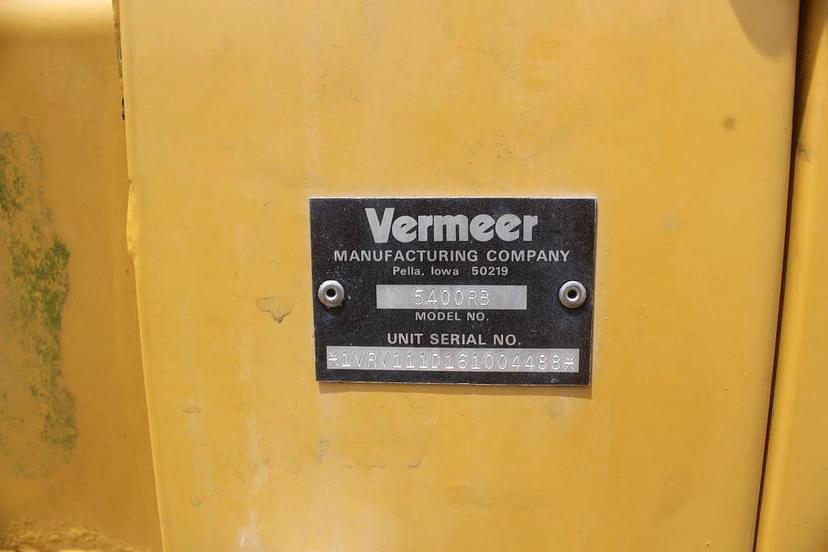 Vermeer
MANUFACTURING COMPANY
Pella, Iowa 50219
5400RB
MODEL NO.
UNIT SERIAL NO.
*1VRV111D161004488*